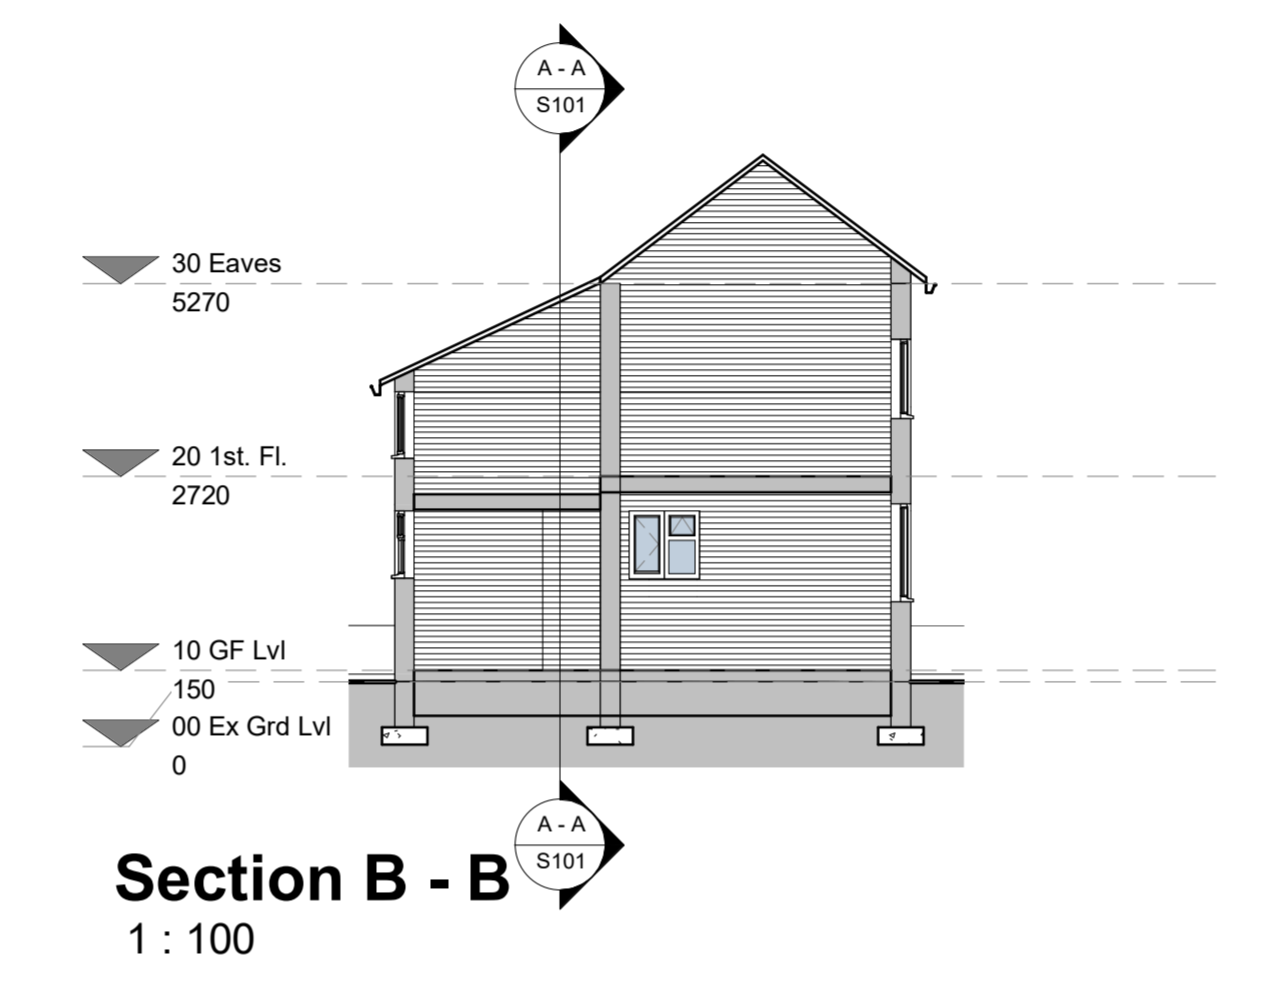 A - A
S101
30 Eaves
5270
20 1st. Fl.
2720
10 GF Lvl
150
00 Ex Grd Lvl
0
A - A
S101
Section B - B
1 : 100